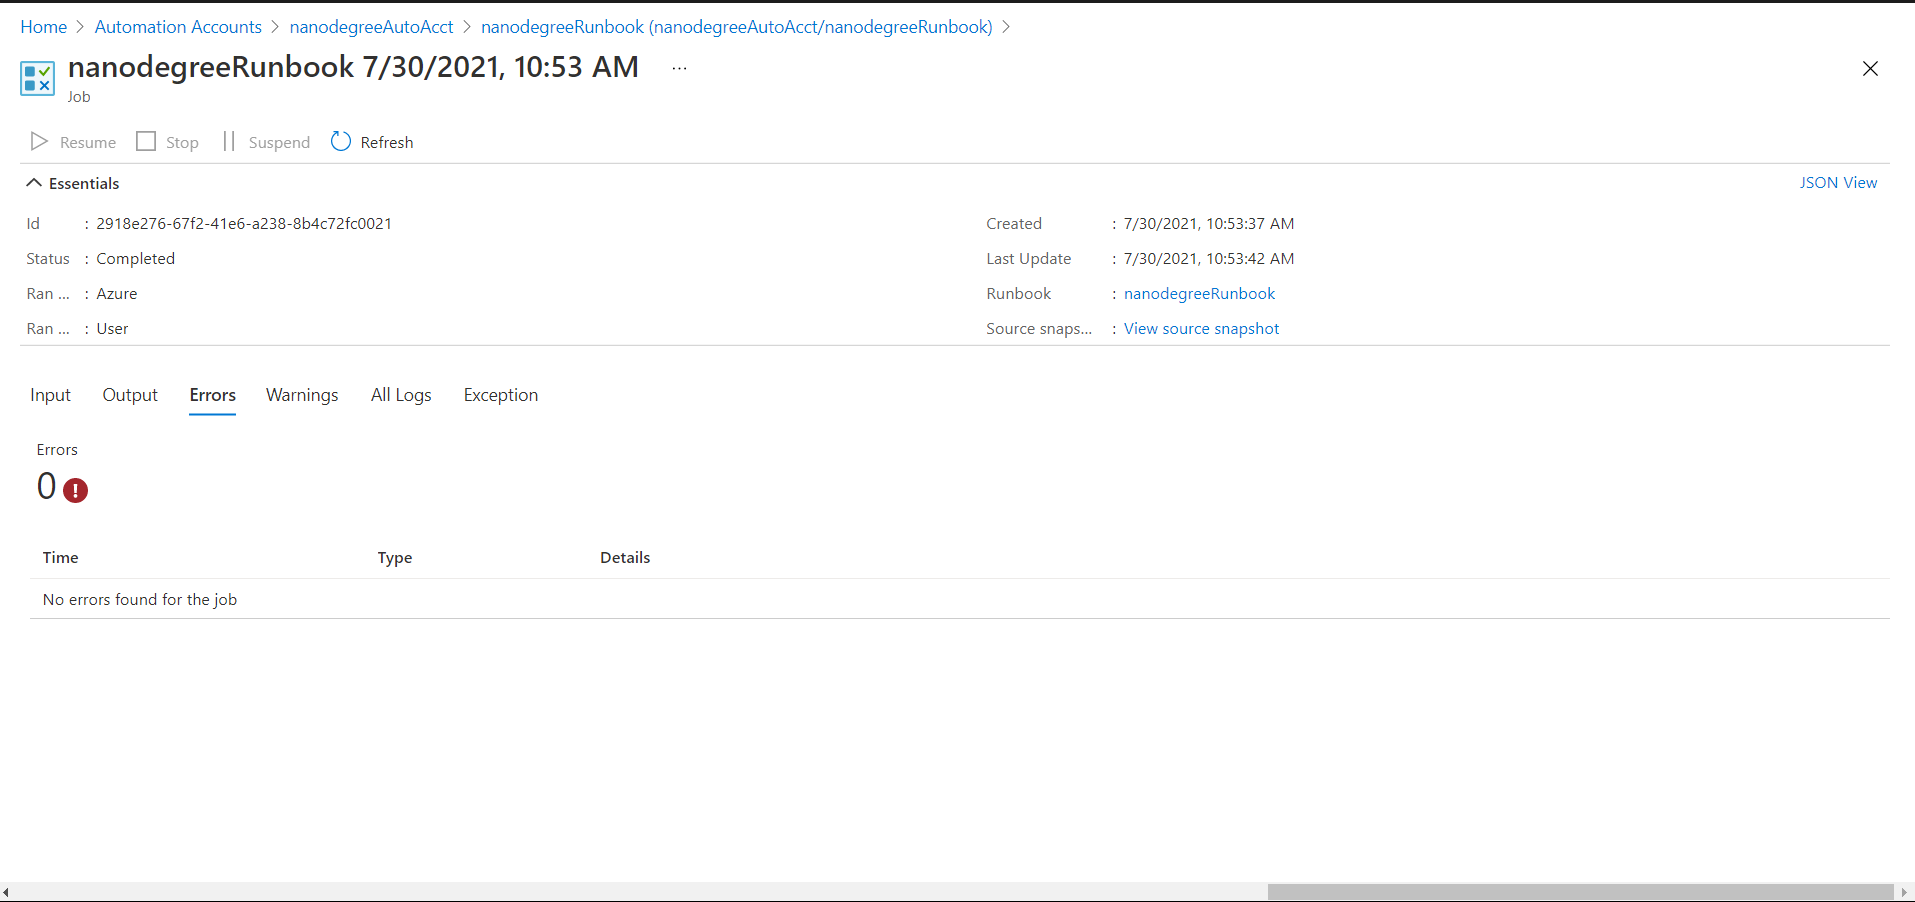 Home > Automation Accounts > nanodegreeAutoAcct > nanodegreeRunbook (nanodegreeAutoAcct/nanodegreeRunbook) >
nanodegreeRunbook 7/30/2021, 10:53 AM ...
Job
Resume Stop Suspend Refresh
Essentials JSON View
Id : 2918e276-67f2-41e6-a238-8b4c72fc0021 Created : 7/30/2021, 10:53:37 AM
Status : Completed Last Update : 7/30/2021, 10:53:42 AM
Ran ... : Azure Runbook : nanodegreeRunbook
Ran ... : User Source snaps... : View source snapshot
Input Output Errors Warnings All Logs Exception
Errors
0
Time Type Details
No errors found for the job